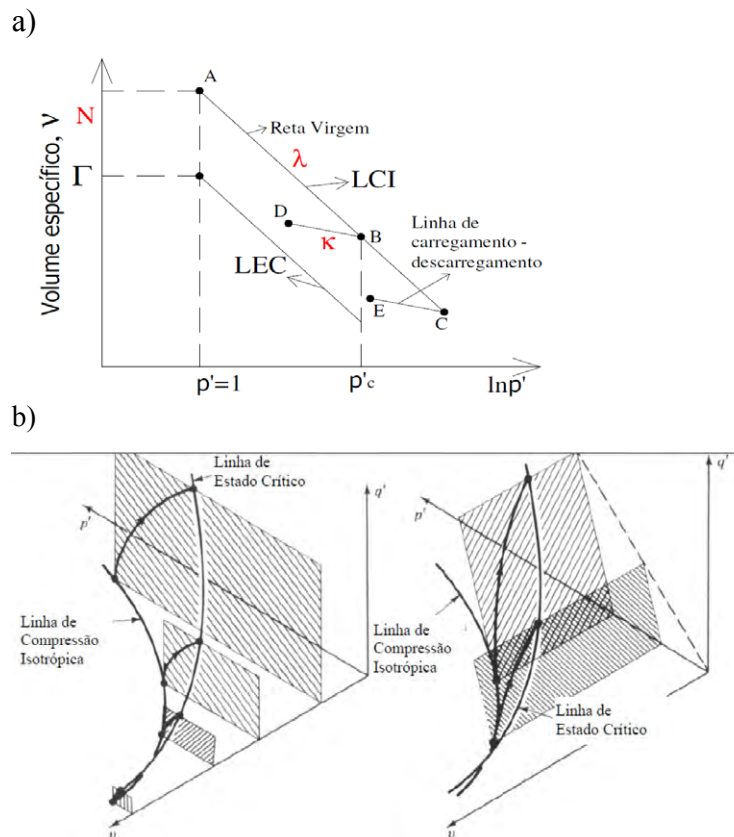 a)
A
N
Volume específico, ν
Reta Virgem
λ
Γ
LCI
D
κ
B
Linha de
carregamento -
descarregamento
LEC
E
C
p'=1
p'c
lnp'
b)
Linha de
Estado Crítico
q'
p'
Linha de
Compressão
Isotrópica
υ
q'
p'
Linha de
Compressão
Isotrópica
Linha de
Estado Crítico
υ